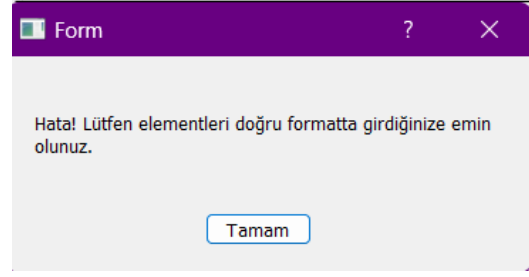 Form
?
Hata! Lütfen elementleri doğru formatta girdiğinize emin
olunuz.
Tamam